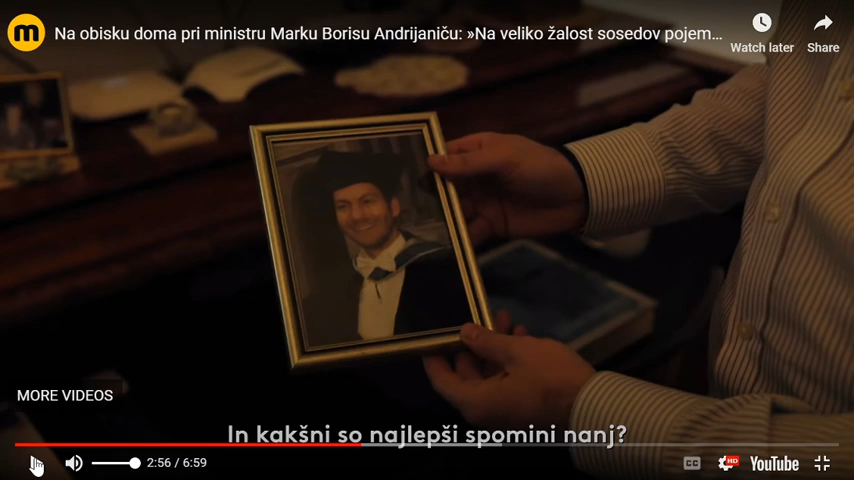 m
Na obisku doma pri ministru Marku Borisu Andrijaniču: »Na veliko žalost sosedov pojem…
Watch later
Share
MORE VIDEOS
In kakšni so najlepši spomini nanj?
2:56 / 6:59
CC
HD
YouTube